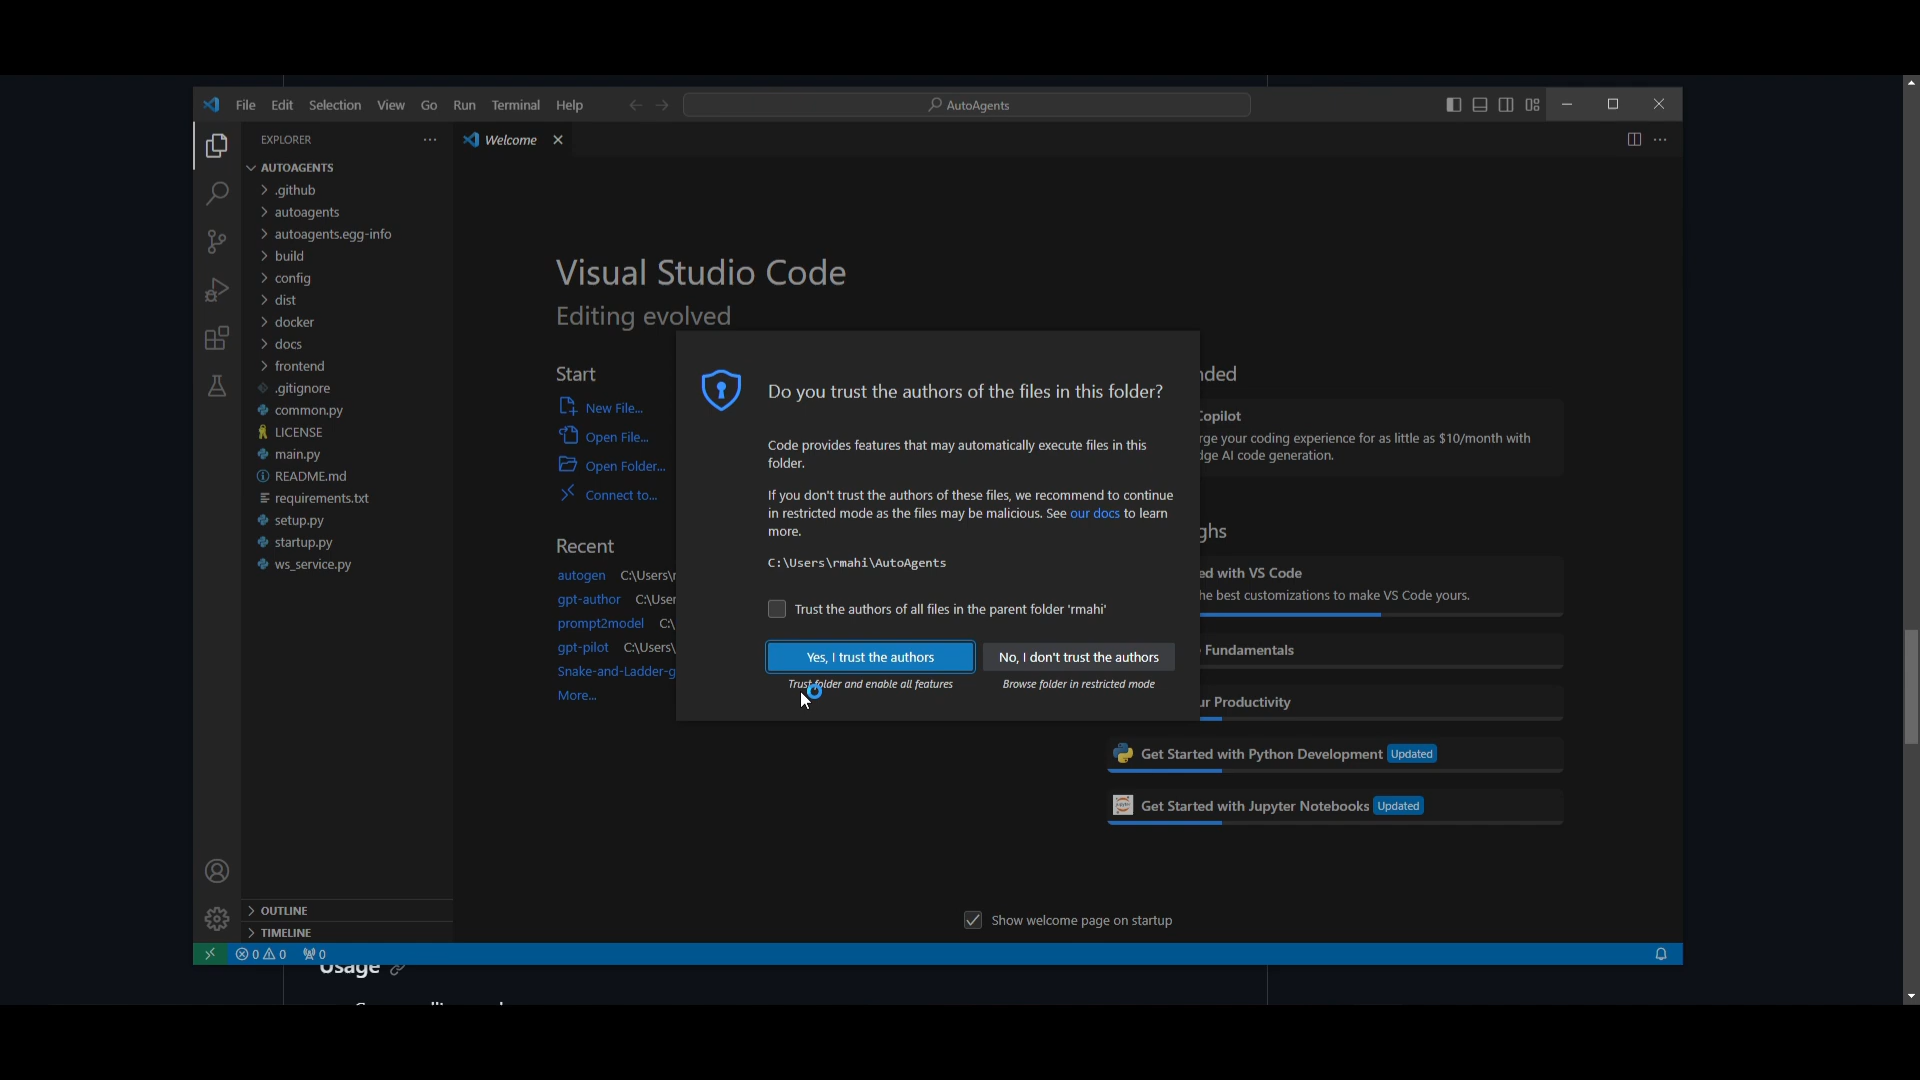 File Edit Selection View Go Run Terminal Help
AutoAgents
EXPLORER
Welcome
AUTOAGENTS
.github
autoagents
autoagents.egg-info
build
config
dist
docker
docs
frontend
.gitignore
common.py
LICENSE
main.py
README.md
requirements.txt
setup.py
startup.py
ws_service.py
OUTLINE
TIMELINE
Visual Studio Code
Editing evolved
Start
New File...
Open File...
Open Folder...
Connect to...
Recent
autogen C:\Users\r
gpt-author C:\User
prompt2model C:\
gpt-pilot C:\Users\
Snake-and-Ladder-g
More...
Do you trust the authors of the files in this folder?
Code provides features that may automatically execute files in this
folder.
If you don't trust the authors of these files, we recommend to continue
in restricted mode as the files may be malicious. See our docs to learn
more.
C:\Users\rmahi\AutoAgents
Trust the authors of all files in the parent folder 'rmahi'
Yes, I trust the authors
No, I don't trust the authors
Trust folder and enable all features
Browse folder in restricted mode
nded
Copilot
rge your coding experience for as little as $10/month with
dge AI code generation.
ghs
ed with VS Code
he best customizations to make VS Code yours.
Fundamentals
ur Productivity
Get Started with Python Development Updated
Get Started with Jupyter Notebooks Updated
Show welcome page on startup
0 0 0
Usage